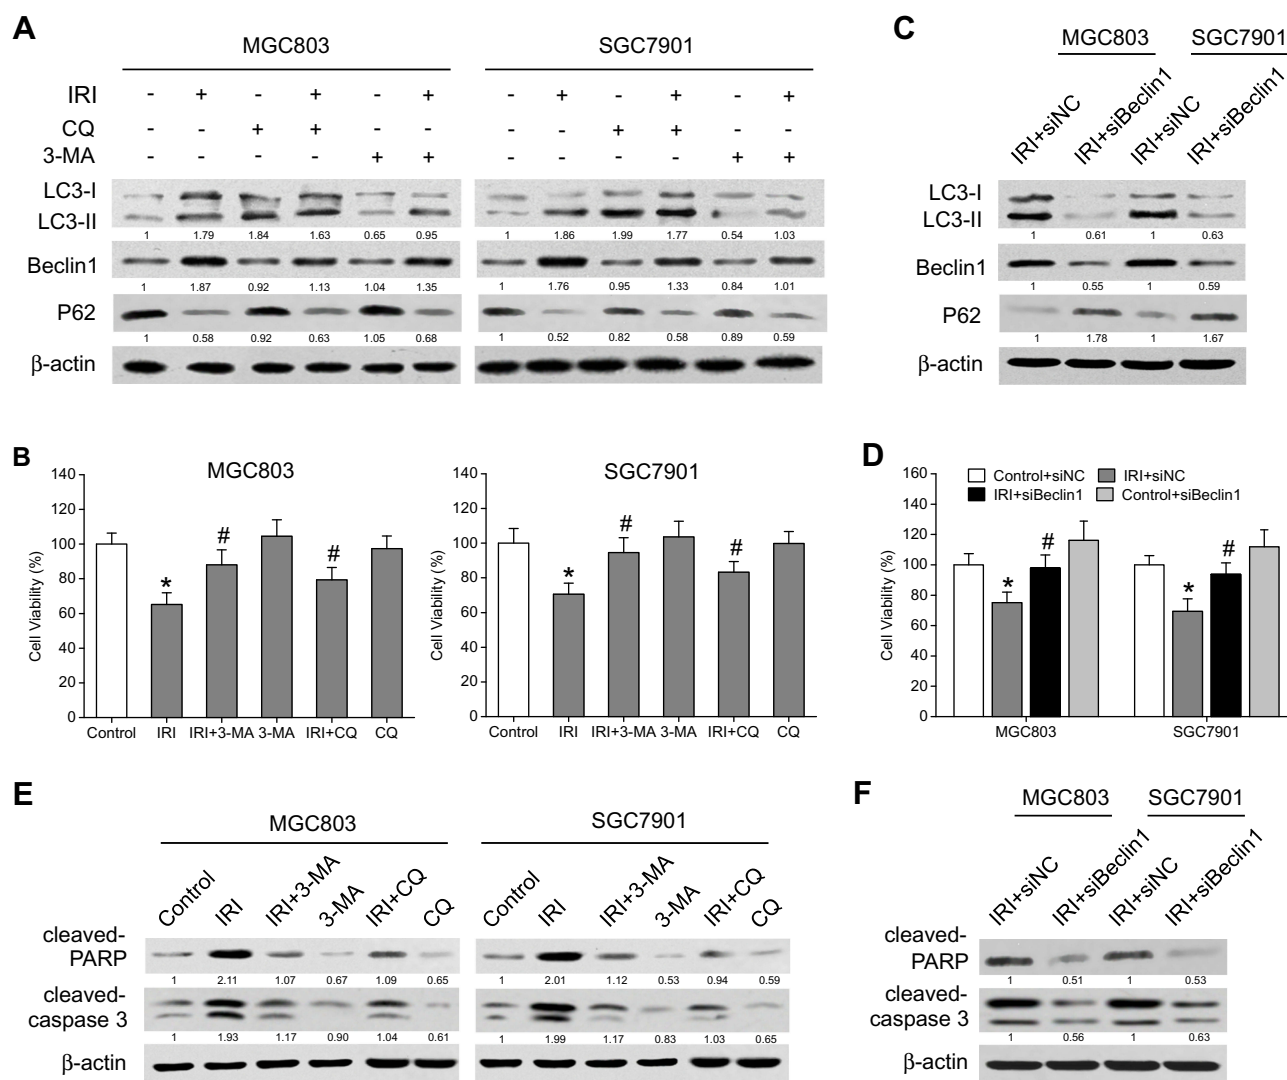 A
MGC803
SGC7901
IRI - + - + - + - + - + - +
CQ - - + + - - - - + + - -
3-MA - - - - + + - - - - + +
LC3-I
LC3-II
1 1.79 1.84 1.63 0.65 0.95 1 1.86 1.99 1.77 0.54 1.03
Beclin1
1 1.87 0.92 1.13 1.04 1.35 1 1.76 0.95 1.33 0.84 1.01
P62
1 0.58 0.92 0.63 1.05 0.68 1 0.52 0.82 0.58 0.89 0.59
β-actin
C
MGC803
SGC7901
IRI+siNC
IRI+siBeclin1
IRI+siNC
IRI+siBeclin1
LC3-I
LC3-II
1 0.61 1 0.63
Beclin1
1 0.55 1 0.59
P62
1 1.78 1 1.67
β-actin
B
MGC803
140
120
100
80
60
40
20
0
Cell Viability (%)
*
#
#
Control IRI IRI+3-MA 3-MA IRI+CQ CQ
SGC7901
140
120
100
80
60
40
20
0
Cell Viability (%)
*
#
#
Control IRI IRI+3-MA 3-MA IRI+CQ CQ
D
160
140
120
100
80
60
40
20
0
Cell Viability (%)
Control+siNC IRI+siNC
IRI+siBeclin1 Control+siBeclin1
*
#
*
#
MGC803 SGC7901
E
MGC803
SGC7901
Control
IRI
IRI+3-MA
3-MA
IRI+CQ
CQ
Control
IRI
IRI+3-MA
3-MA
IRI+CQ
CQ
cleaved-
PARP
1 2.11 1.07 0.67 1.09 0.65 1 2.01 1.12 0.53 0.94 0.59
cleaved-
caspase 3
1 1.93 1.17 0.90 1.04 0.61 1 1.99 1.17 0.83 1.03 0.65
β-actin
F
MGC803
SGC7901
IRI+siNC
IRI+siBeclin1
IRI+siNC
IRI+siBeclin1
cleaved-
PARP
1 0.51 1 0.53
cleaved-
caspase 3
1 0.56 1 0.63
β-actin